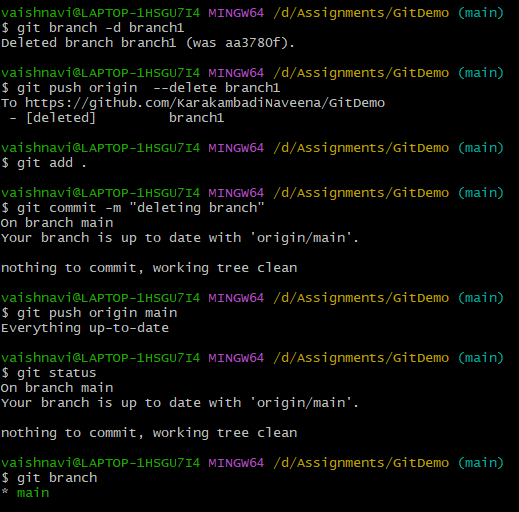 vaishnavi@LAPTOP-1HSGU7I4 MINGW64 /d/Assignments/GitDemo (main)
$ git branch -d branch1
Deleted branch branch1 (was aa3780f).
vaishnavi@LAPTOP-1HSGU7I4 MINGW64 /d/Assignments/GitDemo (main)
$ git push origin  --delete branch1
To https://github.com/KarakambadiNaveena/GitDemo
 - [deleted]         branch1
vaishnavi@LAPTOP-1HSGU7I4 MINGW64 /d/Assignments/GitDemo (main)
$ git add .
vaishnavi@LAPTOP-1HSGU7I4 MINGW64 /d/Assignments/GitDemo (main)
$ git commit -m "deleting branch"
On branch main
Your branch is up to date with 'origin/main'.
nothing to commit, working tree clean
vaishnavi@LAPTOP-1HSGU7I4 MINGW64 /d/Assignments/GitDemo (main)
$ git push origin main
Everything up-to-date
vaishnavi@LAPTOP-1HSGU7I4 MINGW64 /d/Assignments/GitDemo (main)
$ git status
On branch main
Your branch is up to date with 'origin/main'.
nothing to commit, working tree clean
vaishnavi@LAPTOP-1HSGU7I4 MINGW64 /d/Assignments/GitDemo (main)
$ git branch
* main